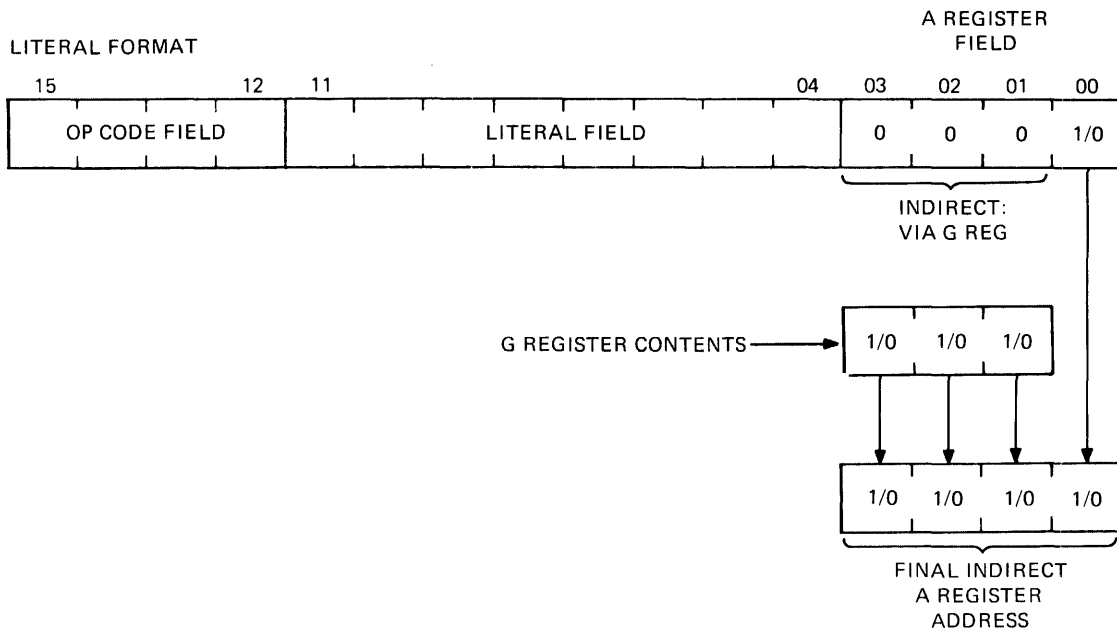 A REGISTER
FIELD
LITERAL FORMAT
15 12 11 04 03 02 01 00
OP CODE FIELD LITERAL FIELD 0 0 0 1/0
INDIRECT:
VIA G REG
G REGISTER CONTENTS 1/0 1/0 1/0
1/0 1/0 1/0 1/0
FINAL INDIRECT
A REGISTER
ADDRESS